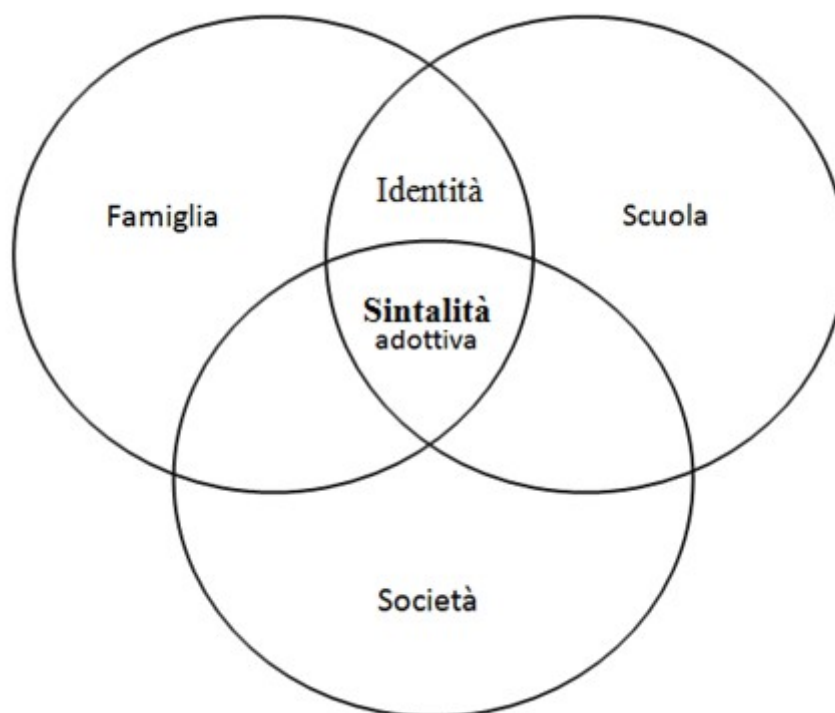 Identità
Famiglia
Scuola
Sintalità
adottiva
Società